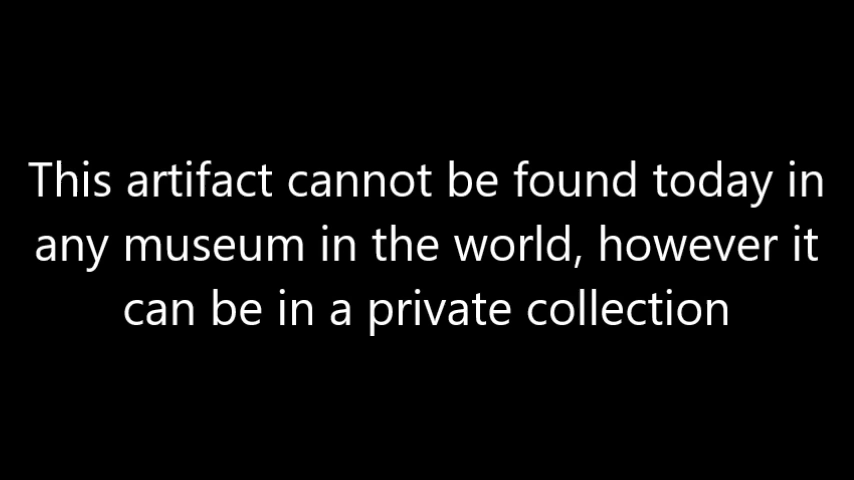 This artifact cannot be found today in
any museum in the world, however it
can be in a private collection